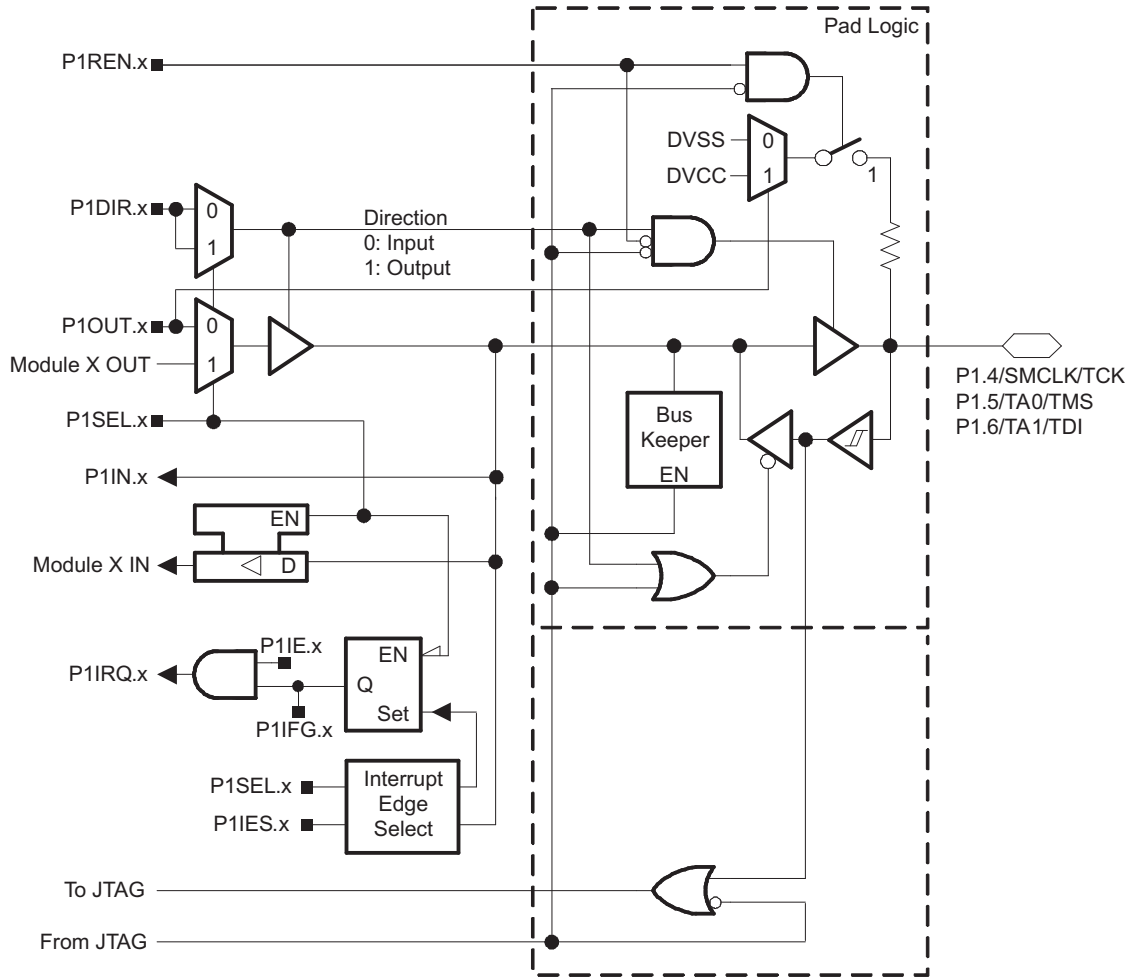 Pad Logic
P1REN.x
DVSS
0
DVCC
1
1
P1DIR.x
0
1
Direction
0: Input
1: Output
P1OUT.x
0
Module X OUT
1
P1.4/SMCLK/TCK
P1.5/TA0/TMS
P1.6/TA1/TDI
P1SEL.x
Bus
Keeper
EN
P1IN.x
EN
Module X IN
D
P1IE.x
EN
P1IRQ.x
Q
Set
P1IFG.x
P1SEL.x
P1IES.x
Interrupt
Edge
Select
To JTAG
From JTAG